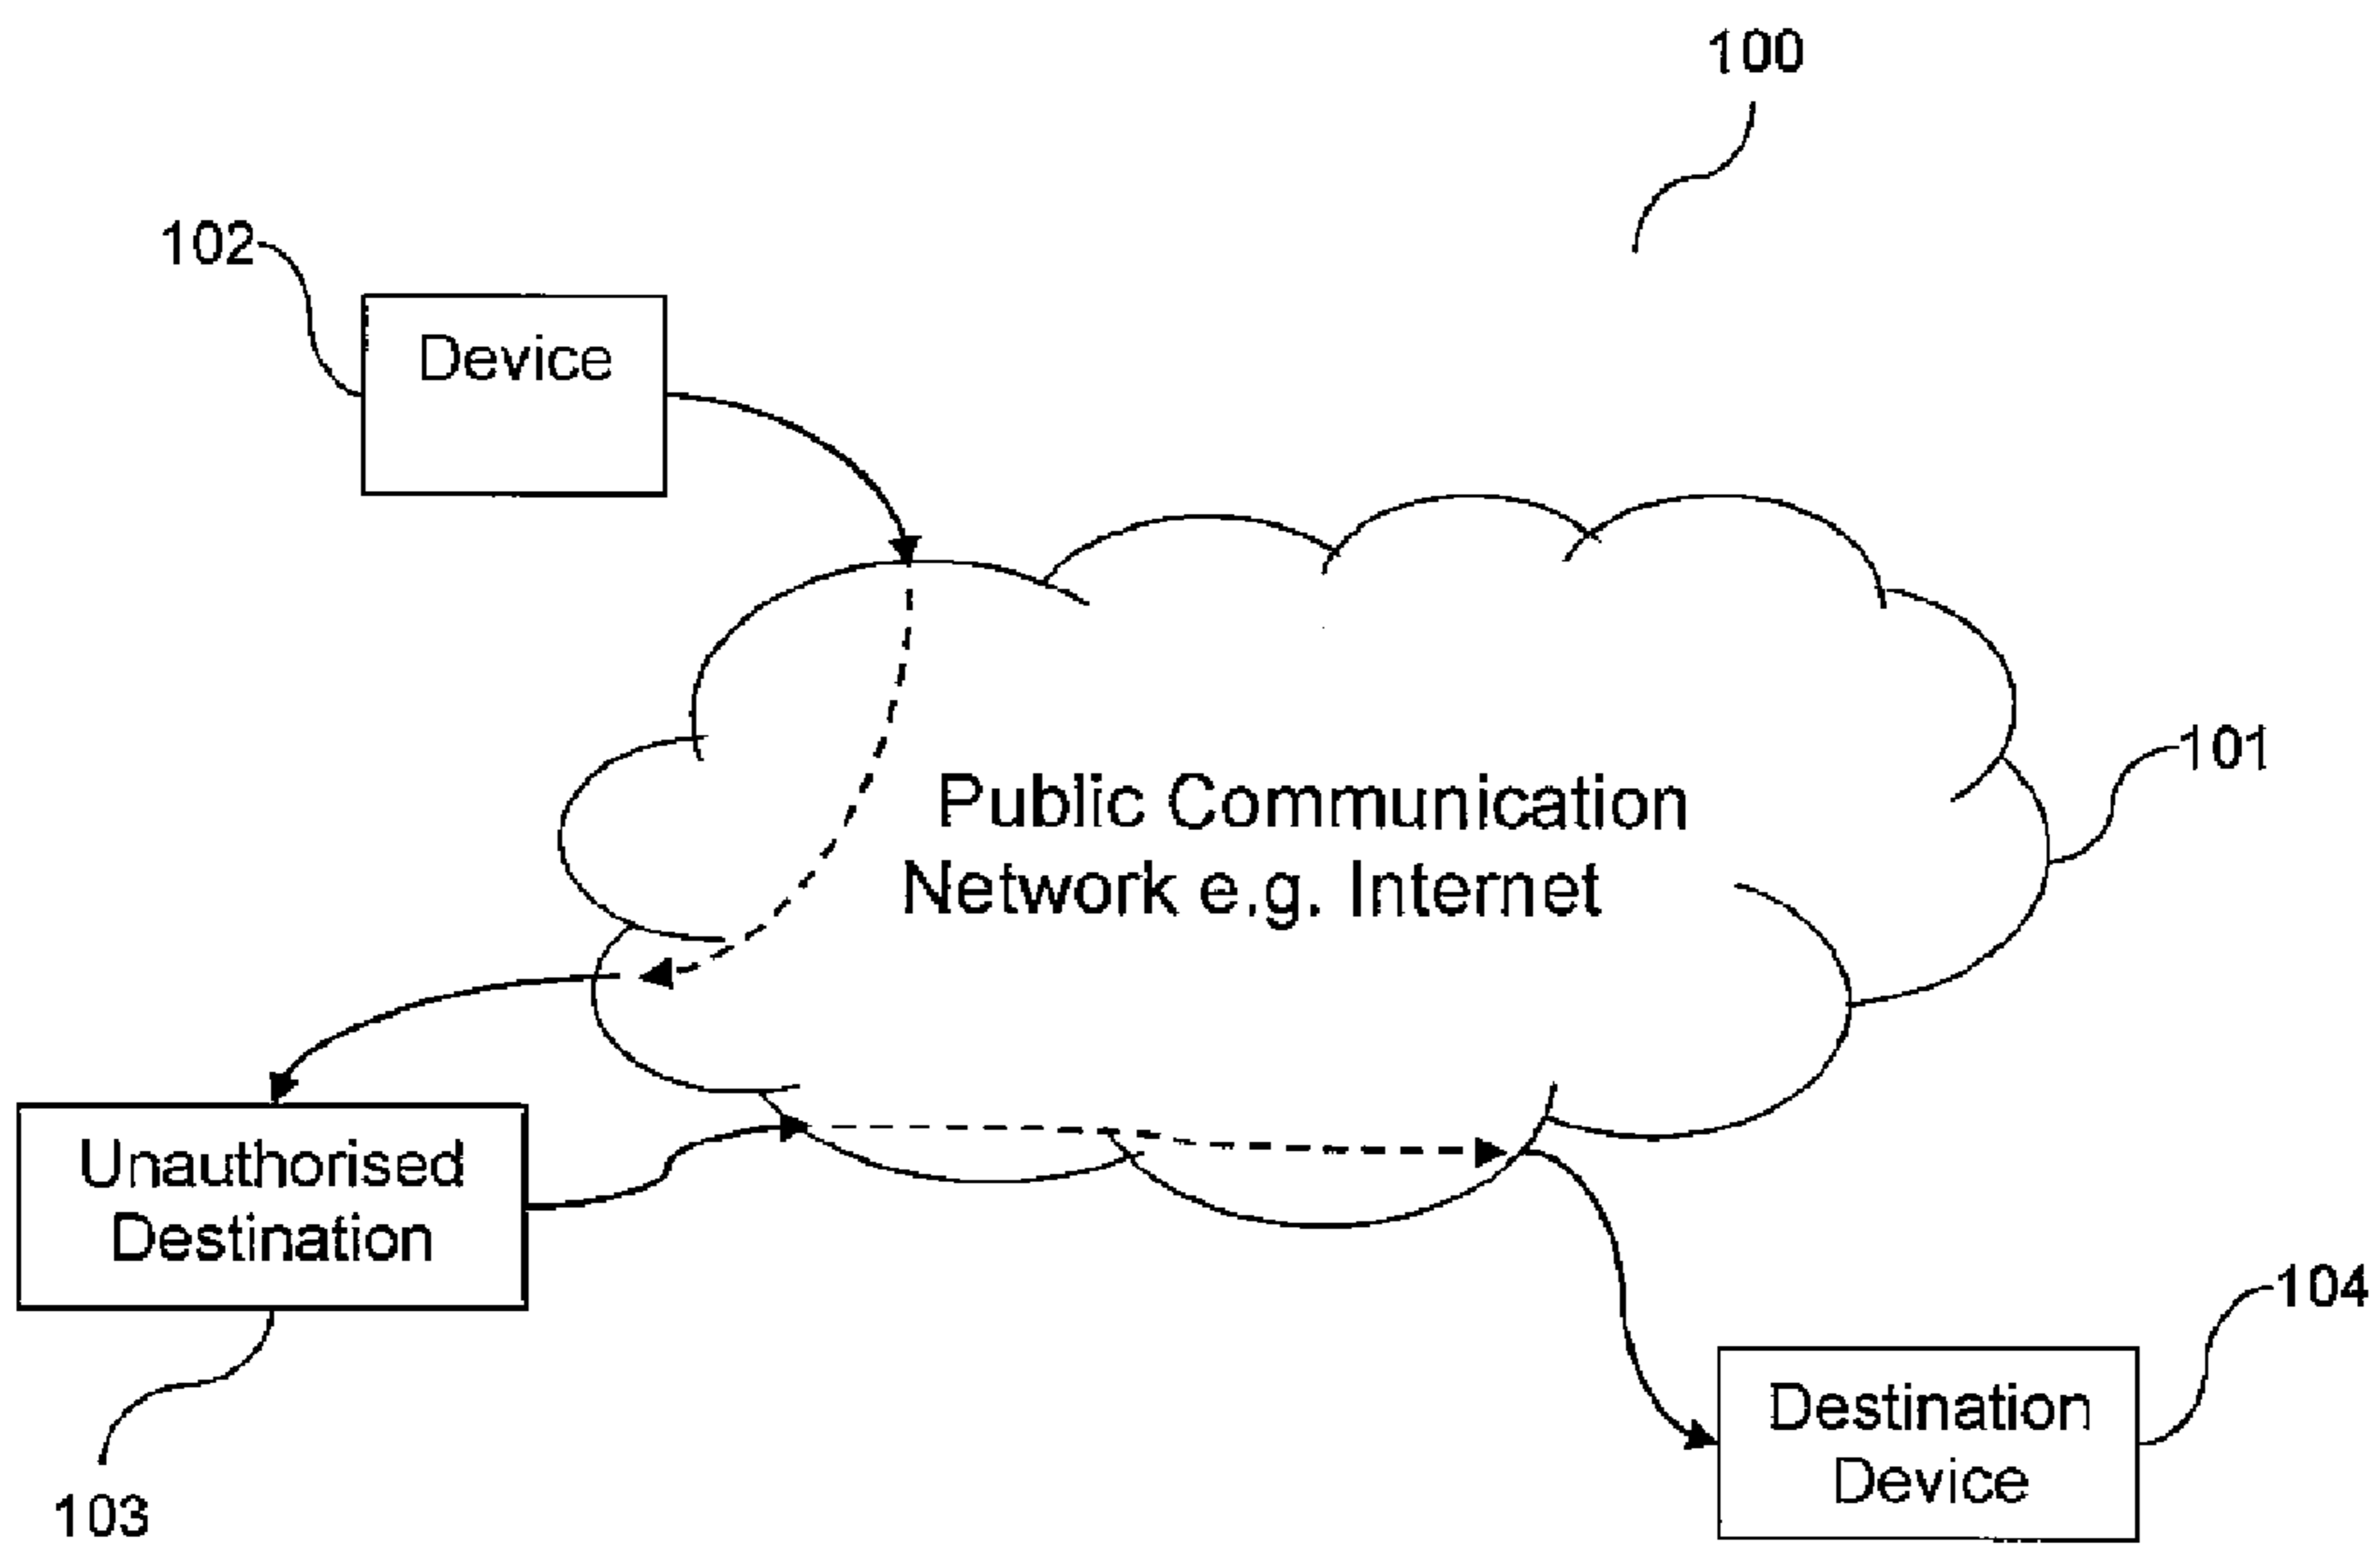 100
102
Device
Public Communication
Network e.g. Internet
101
Unauthorised
Destination
103
104
Destination
Device